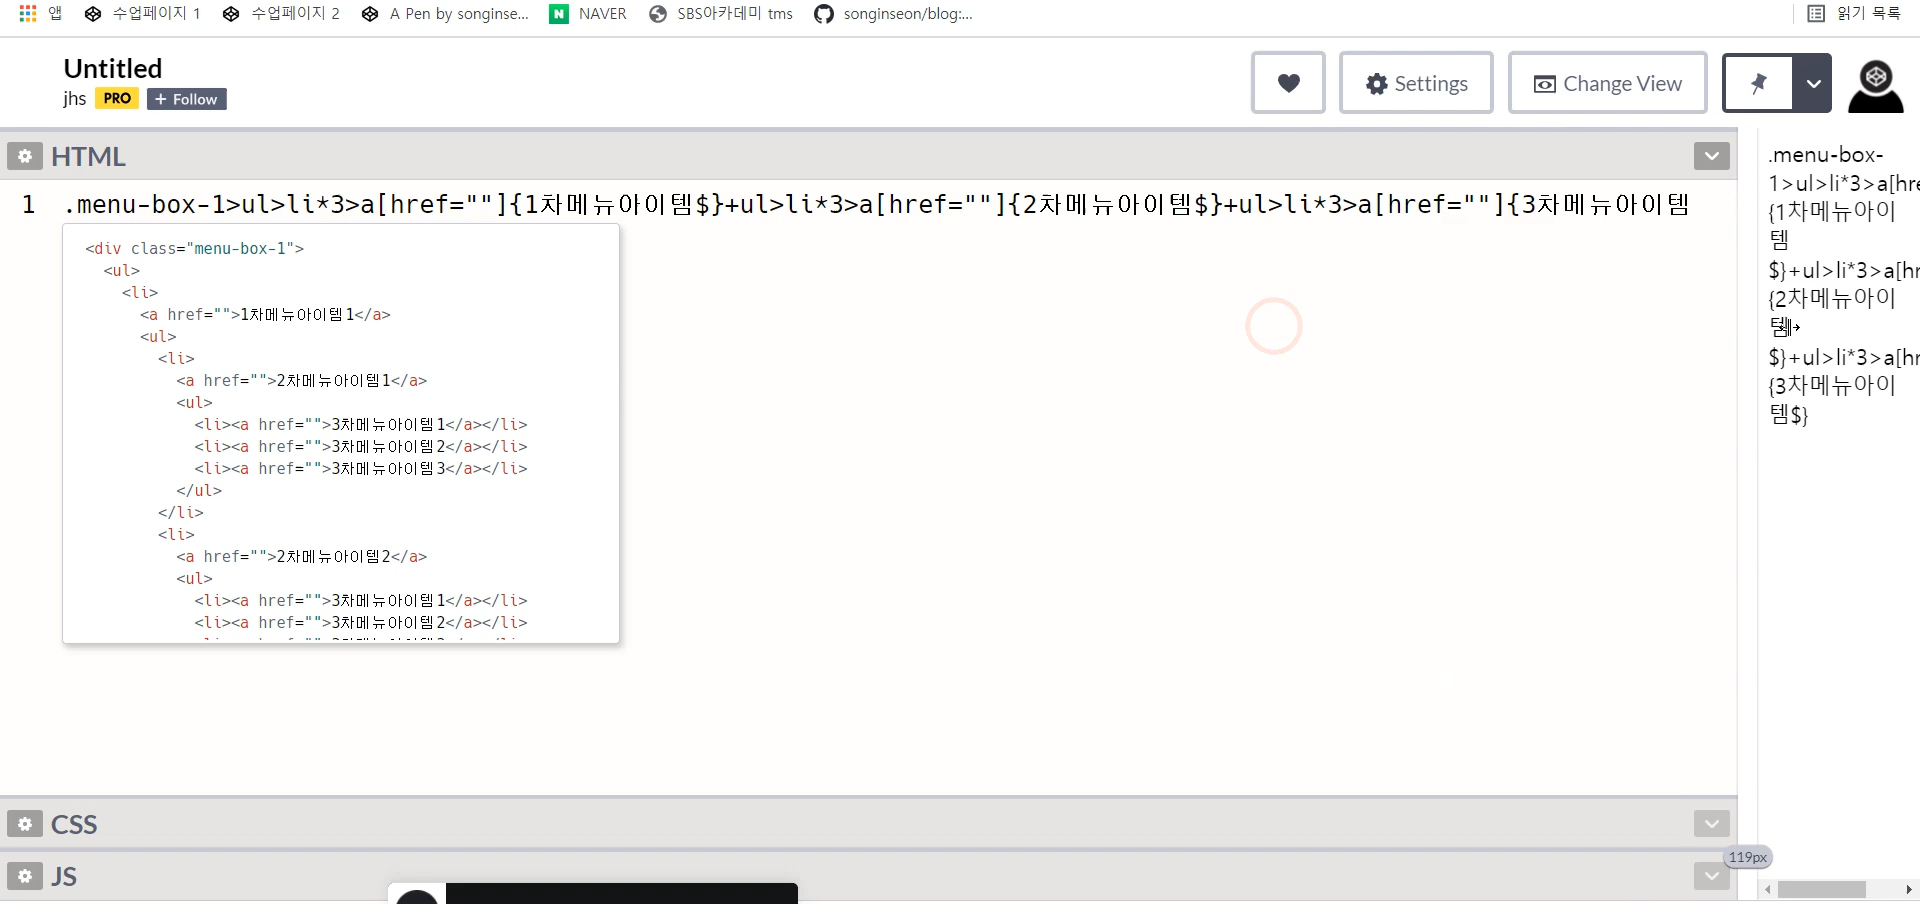 앱 수업페이지 1 수업페이지 2 A Pen by songinse... NAVER SBS아카데미 tms songinseon/blog:... 읽기 목록
Untitled
jhs PRO + Follow
Settings Change View
HTML
1 .menu-box-1>ul>li*3>a[href=""]{1차메뉴아이템$}+ul>li*3>a[href=""]{2차메뉴아이템$}+ul>li*3>a[href=""]{3차메뉴아이템
<div class="menu-box-1">
<ul>
<li>
<a href="">1차메뉴아이템1</a>
<ul>
<li>
<a href="">2차메뉴아이템1</a>
<ul>
<li><a href="">3차메뉴아이템1</a></li>
<li><a href="">3차메뉴아이템2</a></li>
<li><a href="">3차메뉴아이템3</a></li>
</ul>
</li>
<li>
<a href="">2차메뉴아이템2</a>
<ul>
<li><a href="">3차메뉴아이템1</a></li>
<li><a href="">3차메뉴아이템2</a></li>
.menu-box-
1>ul>li*3>a[hre
{1차메뉴아이
템
$}+ul>li*3>a[hr
{2차메뉴아이
템
$}+ul>li*3>a[hr
{3차메뉴아이
템$}
CSS
JS
119px